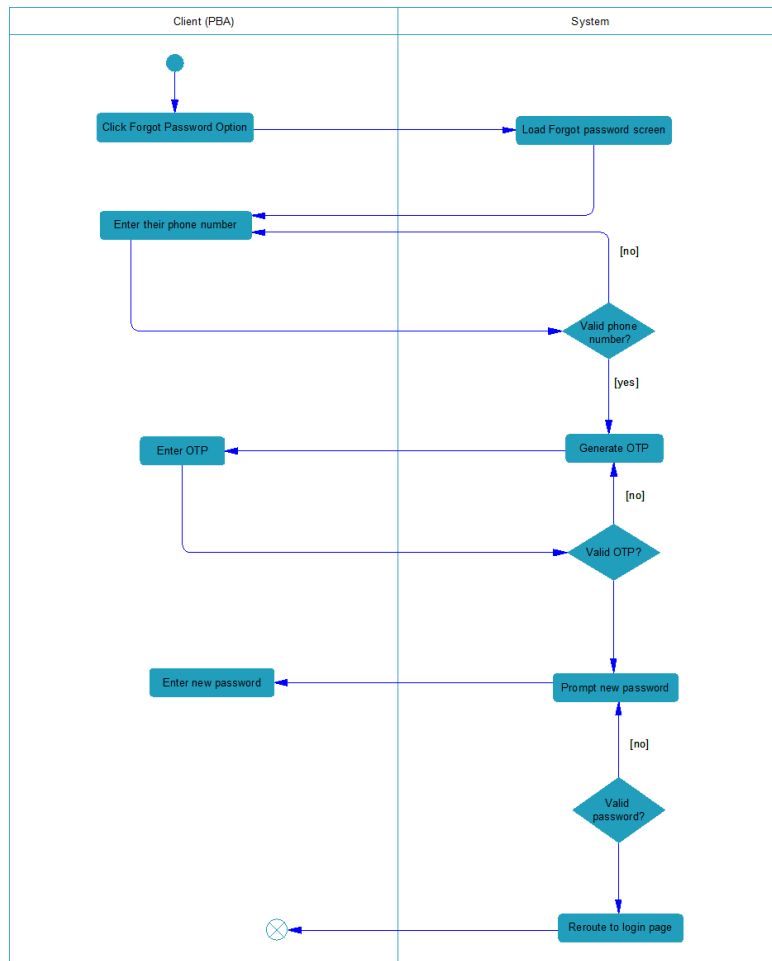 Client (PBA)
System
Click Forgot Password Option
Load Forgot password screen
Enter their phone number
[no]
Valid phone
number?
[yes]
Enter OTP
Generate OTP
[no]
Valid OTP?
Enter new password
Prompt new password
[no]
Valid
password?
Reroute to login page